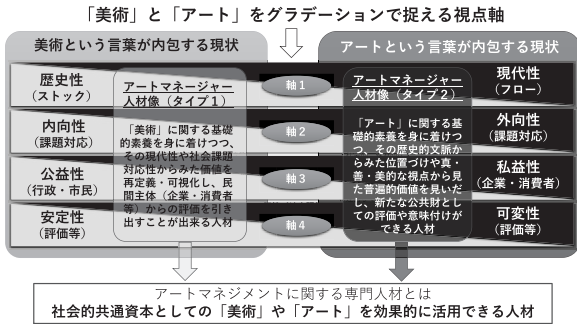 「美術」と「アート」をグラデーションで捉える視点軸
美術という言葉が内包する現状
アートという言葉が内包する現状
歴史性
(ストック)
内向性
(課題対応)
公益性
(行政・市民)
安定性
(評価等)
アートマネージャー
人材像(タイプ1)
「美術」に関する基礎
的素養を身に着けつつ、
その現代性や社会課題
対応性からみた価値を
再定義・可視化し、民
間主体(企業・消費者
等)からの評価を引き
出すことが出来る人材
軸1
軸2
軸3
軸4
アートマネージャー
人材像(タイプ2)
「アート」に関する基
礎的素養を身に着けつ
つ、その歴史的文脈か
らみた位置づけや真・
善・美的な視点から見
た普遍的価値を見いだ
し、新たな公共財とし
ての評価や意味付けが
できる人材
現代性
(フロー)
外向性
(課題対応)
私益性
(企業・消費者)
可変性
(評価等)
アートマネジメントに関する専門人材とは
社会的共通資本としての「美術」や「アート」を効果的に活用できる人材